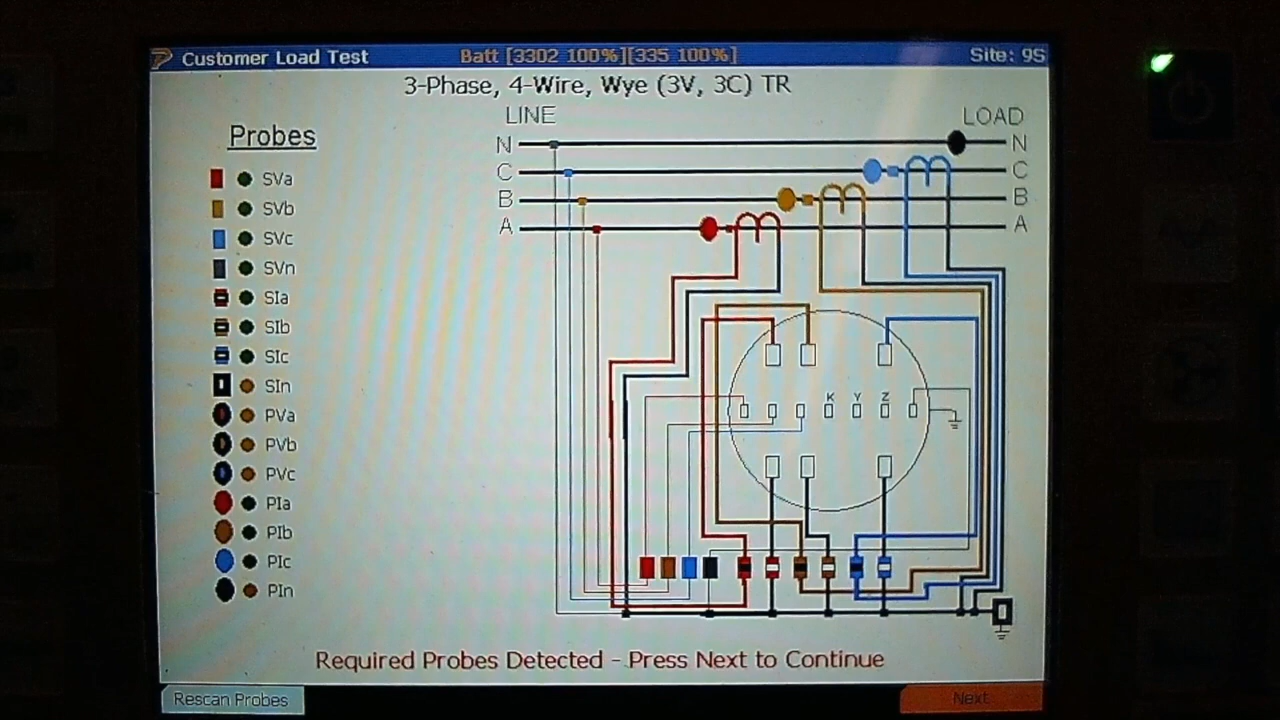 Customer Load Test Batt [3302 100%][335 100%] Site: 9S
3-Phase, 4-Wire, Wye (3V, 3C) TR
LINE LOAD
Probes
N N
C C
B B
A A
SVa
SVb
SVc
SVn
SIa
SIb
SIc
SIn
PVa
PVb
PVc
PIa
PIb
PIc
PIn
K Y Z
Required Probes Detected - Press Next to Continue
Rescan Probes Next